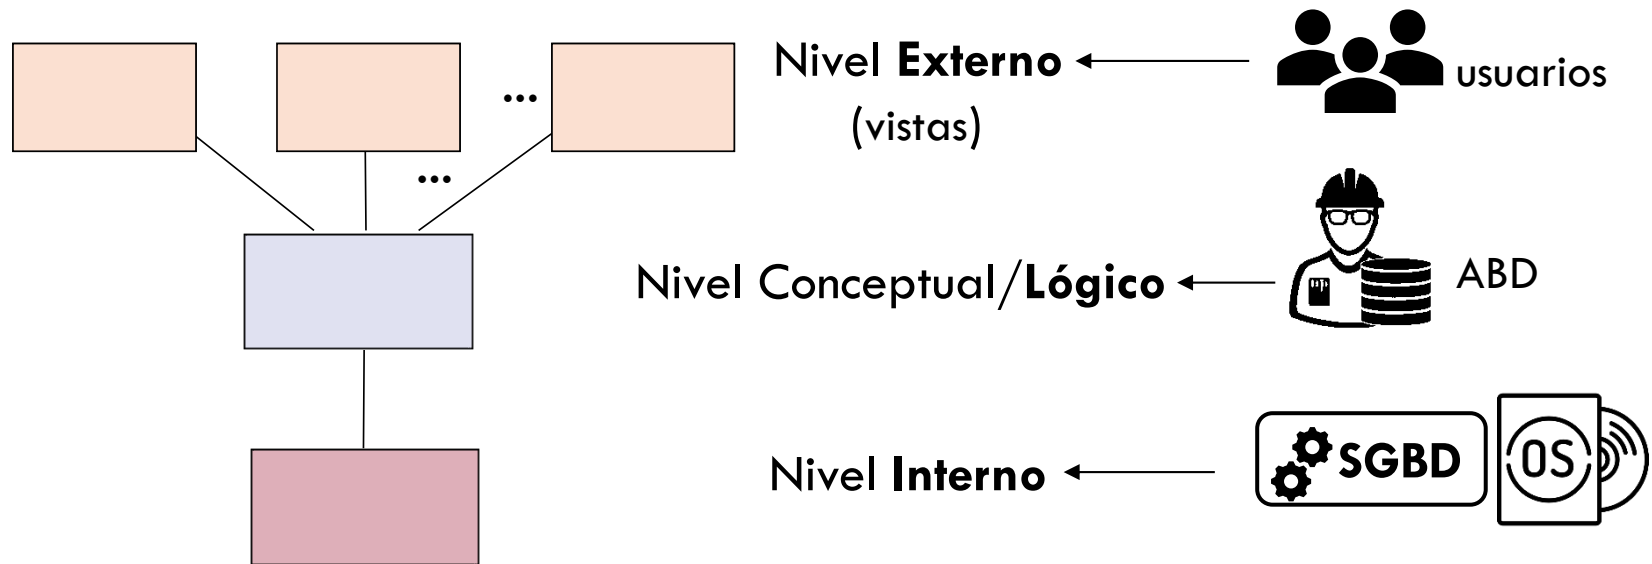 Nivel Externo
(vistas)
usuarios
...
...
Nivel Conceptual/Lógico
ABD
Nivel Interno
SGBD
OS